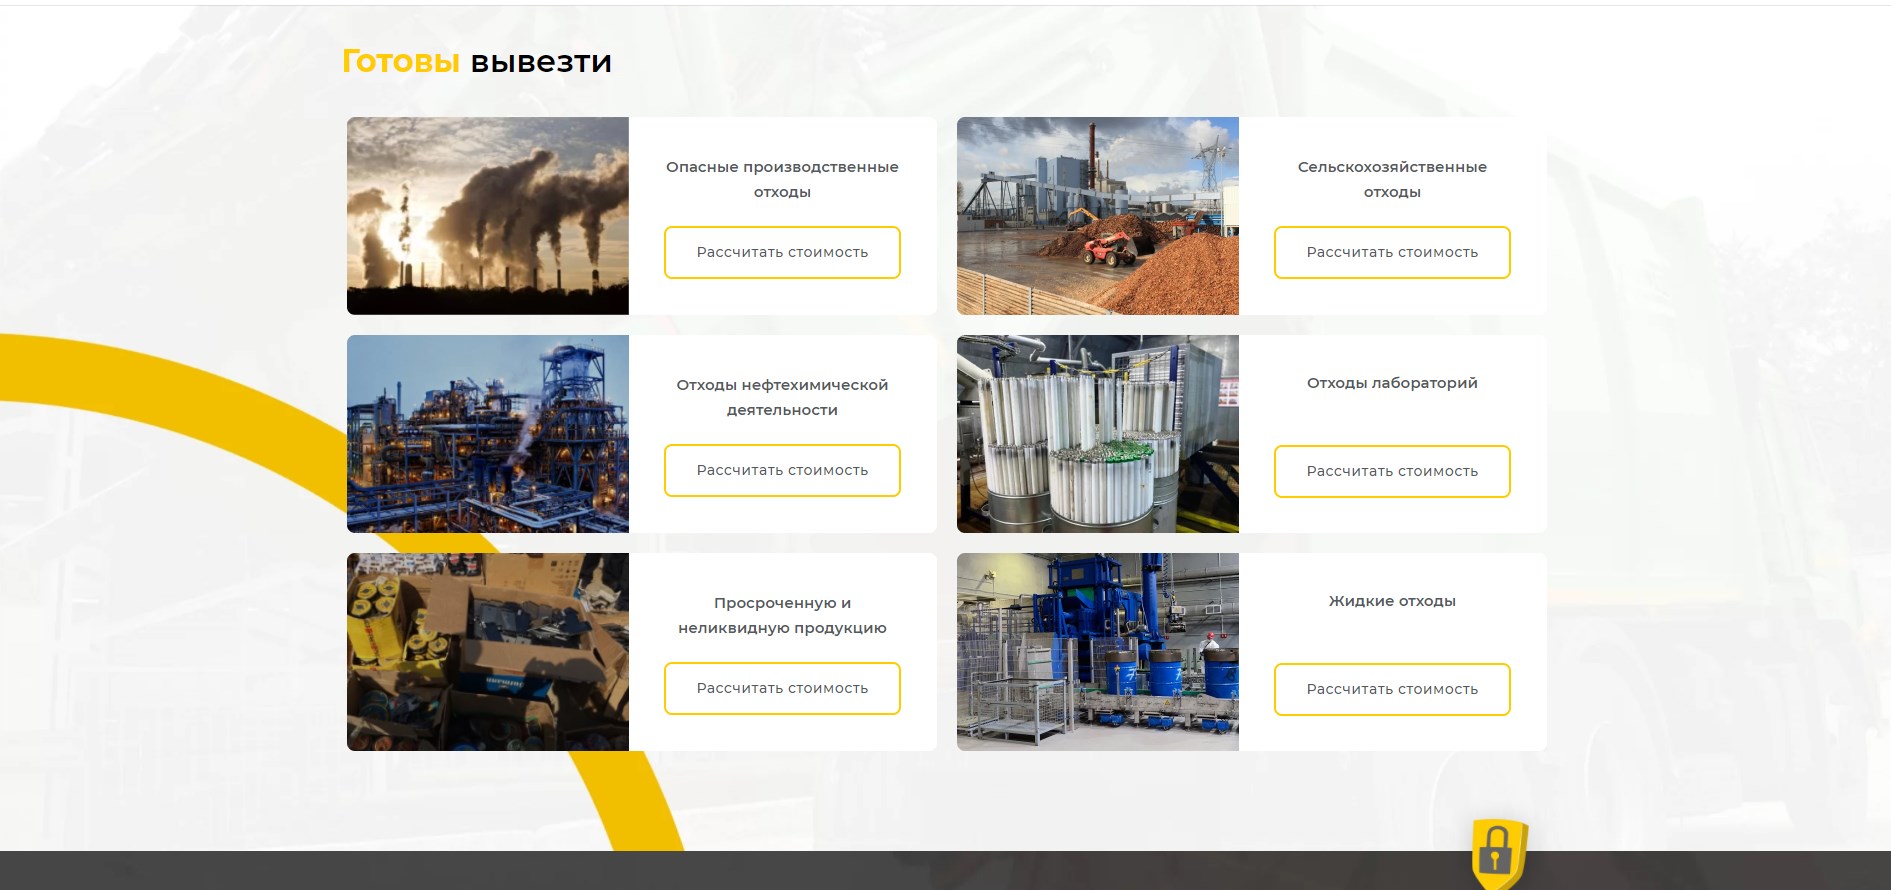 Готовы вывезти
Опасные производственные
отходы
Рассчитать стоимость
Сельскохозяйственные
отходы
Рассчитать стоимость
Отходы нефтехимической
деятельности
Рассчитать стоимость
Отходы лабораторий
Рассчитать стоимость
Просроченную и
неликвидную продукцию
Рассчитать стоимость
Жидкие отходы
Рассчитать стоимость